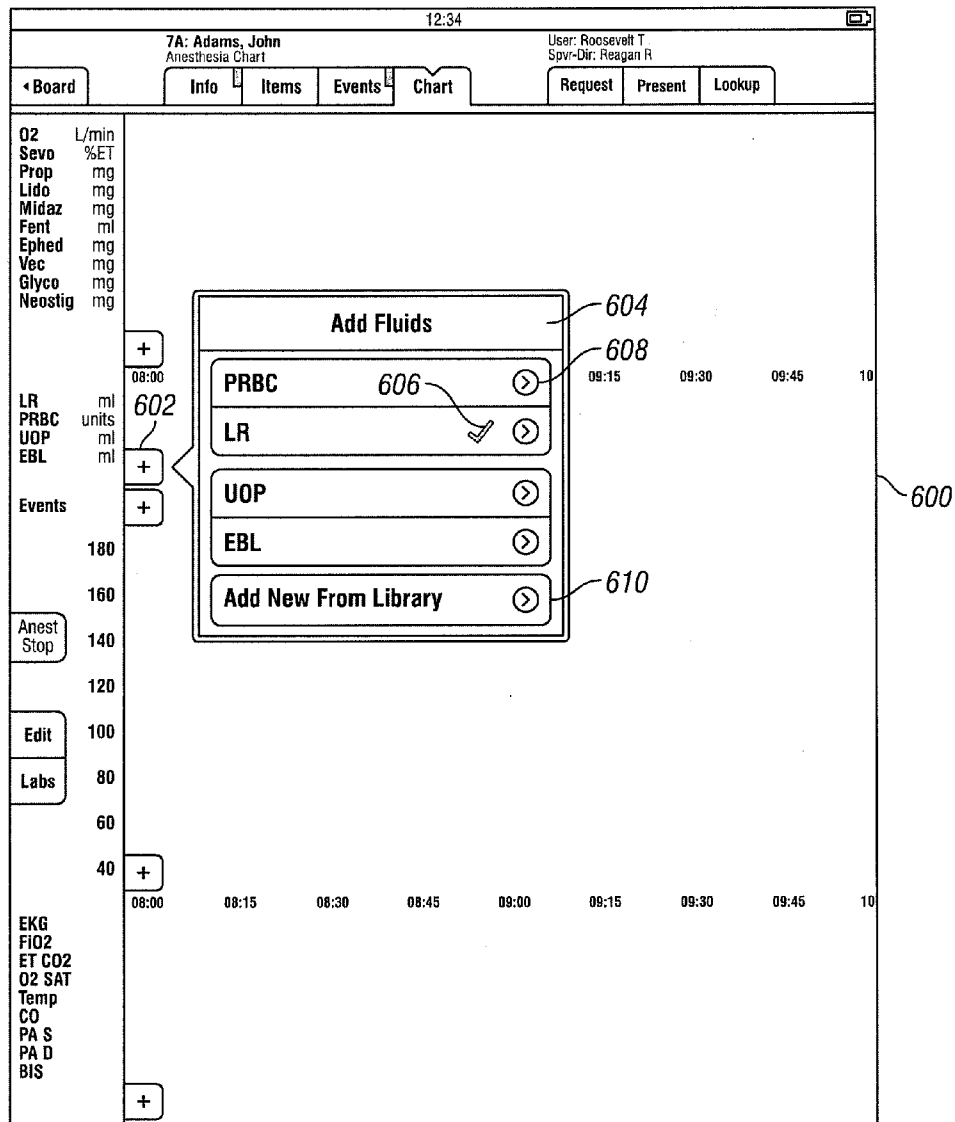 12:34
7A: Adams, John
Anesthesia Chart
User: Roosevelt T
Spvr-Dir: Reagan R
◂ Board Info Items Events Chart Request Present Lookup
O2 L/min
Sevo %ET
Prop mg
Lido mg
Midaz mg
Fent ml
Ephed mg
Vec mg
Glyco mg
Neostig mg
Add Fluids 604
+
608
08:00 PRBC 606 09:15 09:30 09:45 10
LR ml 602
PRBC units LR
UOP ml
EBL ml +
UOP
600
Events +
180 EBL
160 Add New From Library 610
Anest
Stop 140
120
Edit 100
Labs 80
60
40 +
08:00 08:15 08:30 08:45 09:00 09:15 09:30 09:45 10
EKG
FiO2
ET CO2
O2 SAT
Temp
CO
PA S
PA D
BIS
+